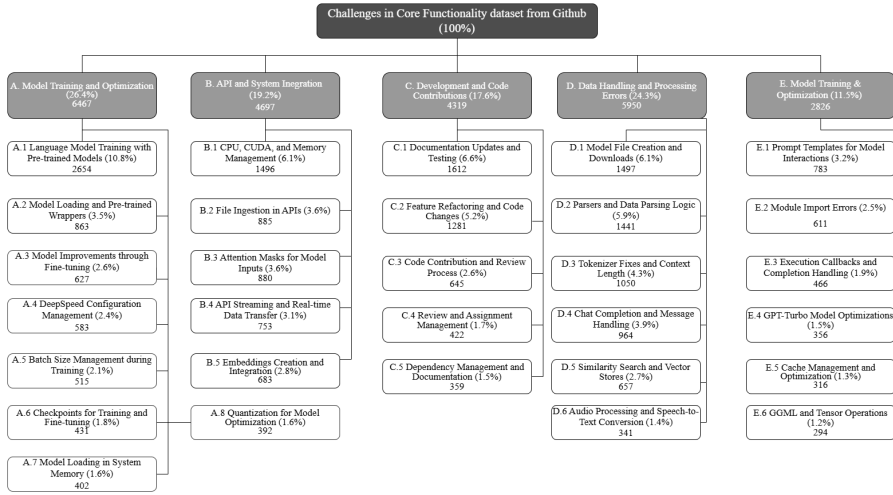 Challenges in Core Functionality dataset from Github
(100%)
A. Model Training and Optimization
(26.4%)
6467
A.1 Language Model Training with
Pre-trained Models (10.8%)
2654
A.2 Model Loading and Pre-trained
Wrappers (3.5%)
863
A.3 Model Improvements through
Fine-tuning (2.6%)
627
A.4 DeepSpeed Configuration
Management (2.4%)
583
A.5 Batch Size Management during
Training (2.1%)
515
A.6 Checkpoints for Training and
Fine-tuning (1.8%)
431
A.7 Model Loading in System
Memory (1.6%)
402
B. API and System Inegration
(19.2%)
4697
B.1 CPU, CUDA, and Memory
Management (6.1%)
1496
B.2 File Ingestion in APIs (3.6%)
885
B.3 Attention Masks for Model
Inputs (3.6%)
880
B.4 API Streaming and Real-time
Data Transfer (3.1%)
753
B.5 Embeddings Creation and
Integration (2.8%)
683
A.8 Quantization for Model
Optimization (1.6%)
392
C. Development and Code
Contributions (17.6%)
4319
C.1 Documentation Updates and
Testing (6.6%)
1612
C.2 Feature Refactoring and Code
Changes (5.2%)
1281
C.3 Code Contribution and Review
Process (2.6%)
645
C.4 Review and Assignment
Management (1.7%)
422
C.5 Dependency Management and
Documentation (1.5%)
359
D. Data Handling and Processing
Errors (24.3%)
5950
D.1 Model File Creation and
Downloads (6.1%)
1497
D.2 Parsers and Data Parsing Logic
(5.9%)
1441
D.3 Tokenizer Fixes and Context
Length (4.3%)
1050
D.4 Chat Completion and Message
Handling (3.9%)
964
D.5 Similarity Search and Vector
Stores (2.7%)
657
D.6 Audio Processing and Speech-to-
Text Conversion (1.4%)
341
E. Model Training &
Optimization (11.5%)
2826
E.1 Prompt Templates for Model
Interactions (3.2%)
783
E.2 Module Import Errors (2.5%)
611
E.3 Execution Callbacks and
Completion Handling (1.9%)
466
E.4 GPT-Turbo Model Optimizations
(1.5%)
356
E.5 Cache Management and
Optimization (1.3%)
316
E.6 GGML and Tensor Operations
(1.2%)
294